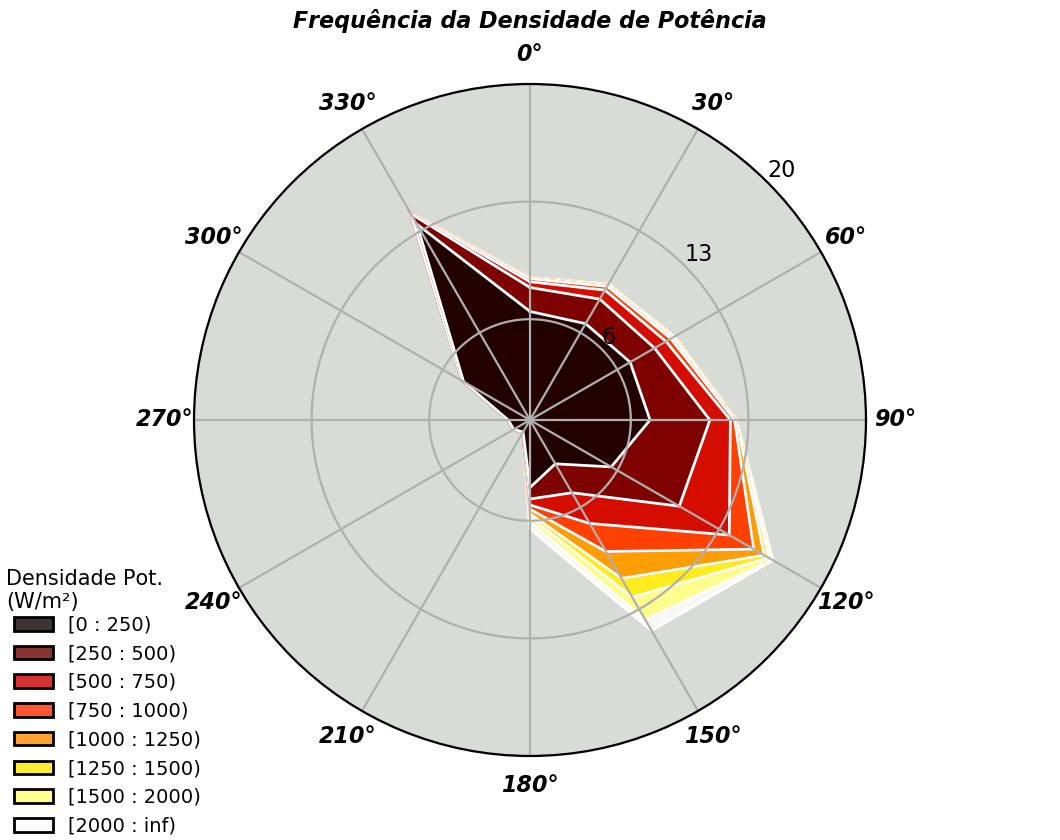 Frequência da Densidade de Potência
0°
330°
30°
20
300°
60°
13
6
270°
90°
240°
120°
210°
150°
180°
Densidade Pot.
(W/m²)
[0 : 250)
[250 : 500)
[500 : 750)
[750 : 1000)
[1000 : 1250)
[1250 : 1500)
[1500 : 2000)
[2000 : inf)